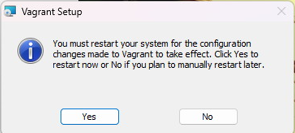 Vagrant Setup
You must restart your system for the configuration
changes made to Vagrant to take effect. Click Yes to
restart now or No if you plan to manually restart later.
Yes
No